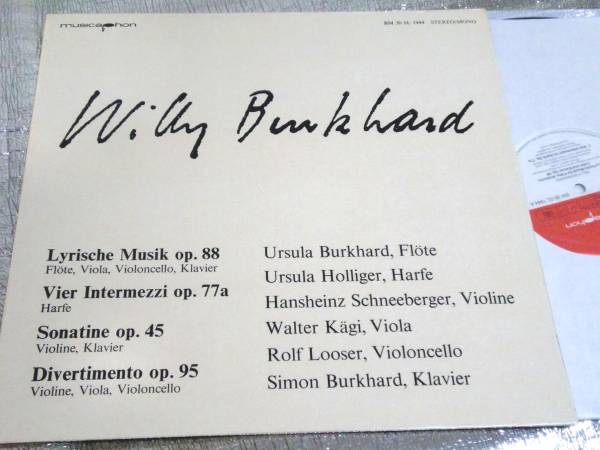 musicaphon
BM 30 SL 1944 STEREO/MONO
Willy Burkhard
Lyrische Musik op. 88
Flöte, Viola, Violoncello, Klavier
Vier Intermezzi op. 77a
Harfe
Sonatine op. 45
Violine, Klavier
Divertimento op. 95
Violine, Viola, Violoncello
Ursula Burkhard, Flöte
Ursula Holliger, Harfe
Hansheinz Schneeberger, Violine
Walter Kägi, Viola
Rolf Looser, Violoncello
Simon Burkhard, Klavier